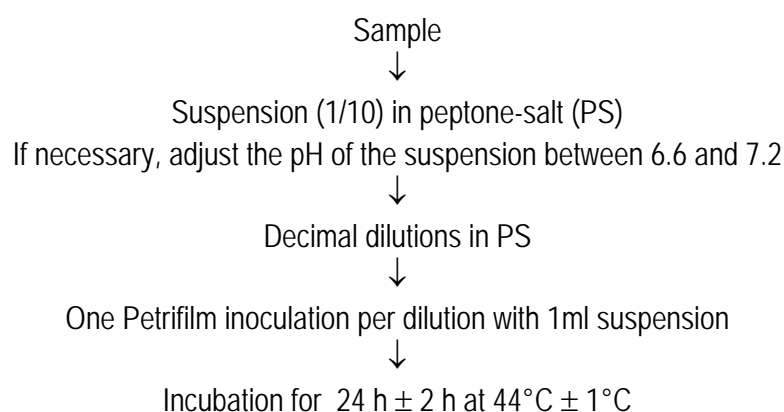 Sample
↓
Suspension (1/10) in peptone-salt (PS)
If necessary, adjust the pH of the suspension between 6.6 and 7.2
↓
Decimal dilutions in PS
↓
One Petrifilm inoculation per dilution with 1ml suspension
↓
Incubation for 24 h ± 2 h at 44°C ± 1°C